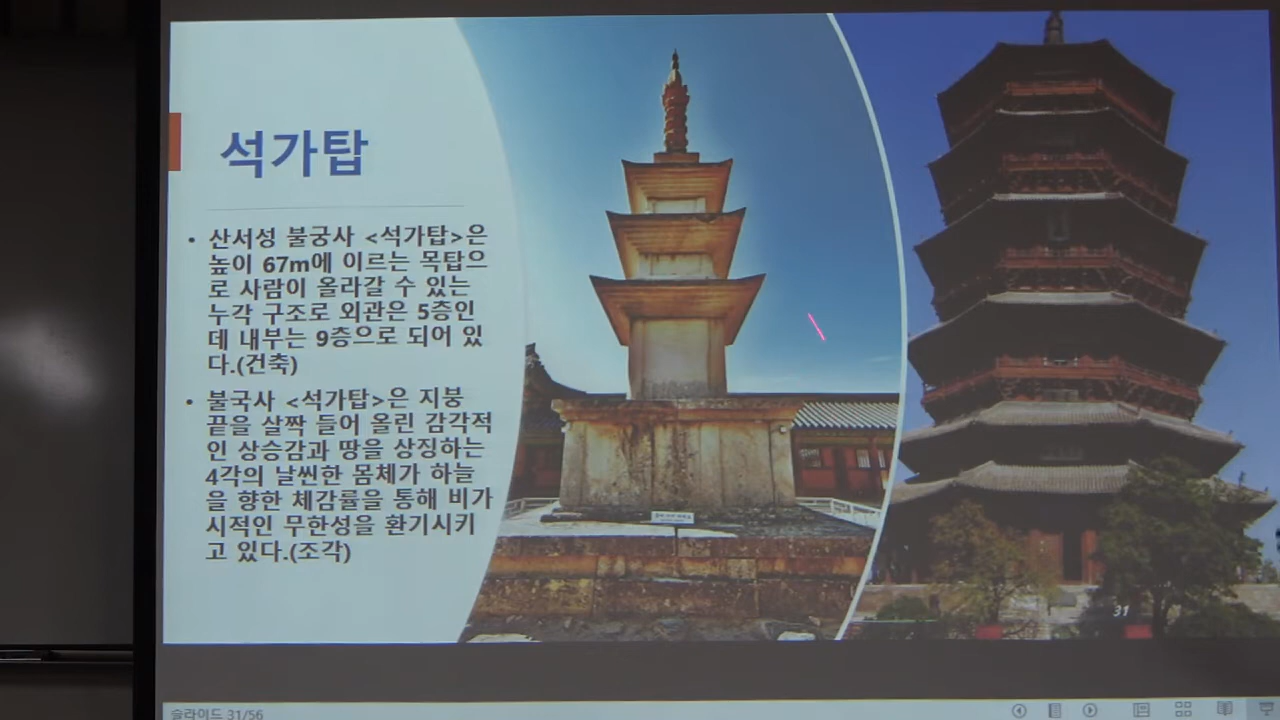 석가탑
• 산서성 불궁사 <석가탑>은
높이 67m에 이르는 목탑으
로 사람이 올라갈 수 있는
누각 구조로 외관은 5층인
데 내부는 9층으로 되어 있
다.(건축)
• 불국사 <석가탑>은 지붕
끝을 살짝 들어 올린 감각적
인 상승감과 땅을 상징하는
4각의 날씬한 몸체가 하늘
을 향한 체감률을 통해 비가
시적인 무한성을 환기시키
고 있다.(조각)
31
슬라이드 31/56